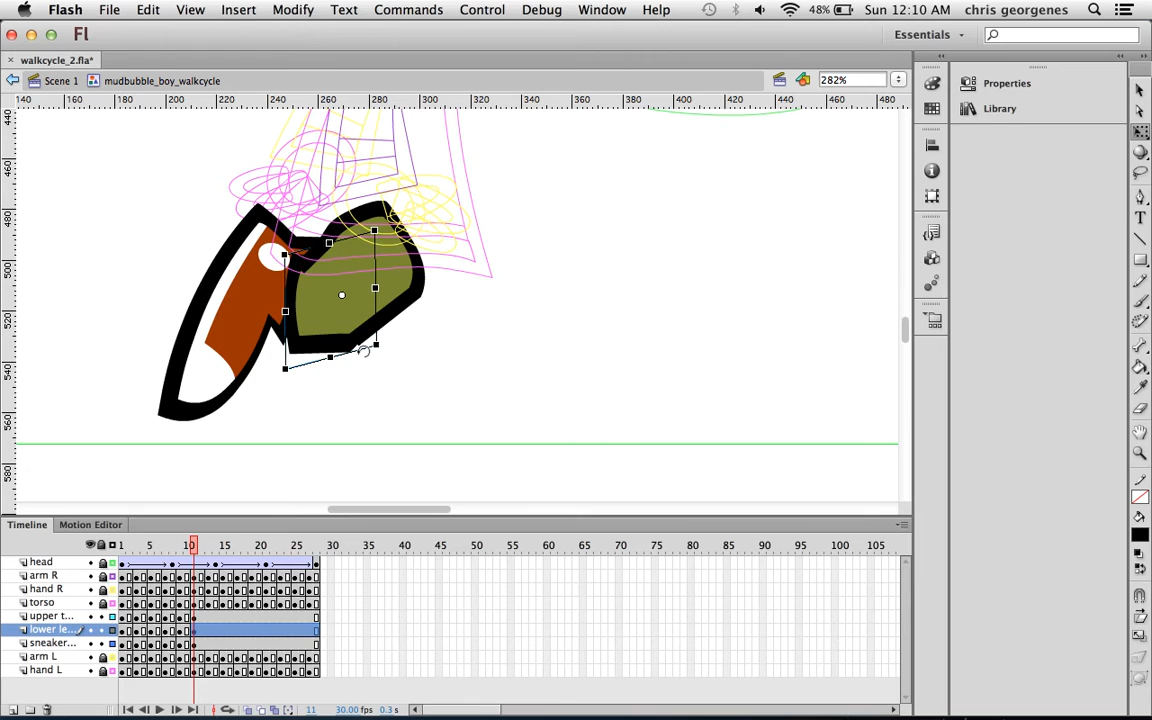 Flash File Edit View Insert Modify Text Commands Control Debug Window Help 48% Sun 12:10 AM chris georgenes
Fl Essentials
× walkcycle_2.fla*
Scene 1 mudbubble_boy_walkcycle 282%
140 160 180 200 220 240 260 280 300 320 340 360 380 400 420 440 460 480
440
460
480
500
520
540
560
580
Properties
Library
Timeline Motion Editor
1 5 10 15 20 25 30 35 40 45 50 55 60 65 70 75 80 85 90 95 100 105
head
arm R
hand R
torso
upper t...
lower le...
sneaker...
arm L
hand L
11 30.00 fps 0.3 s